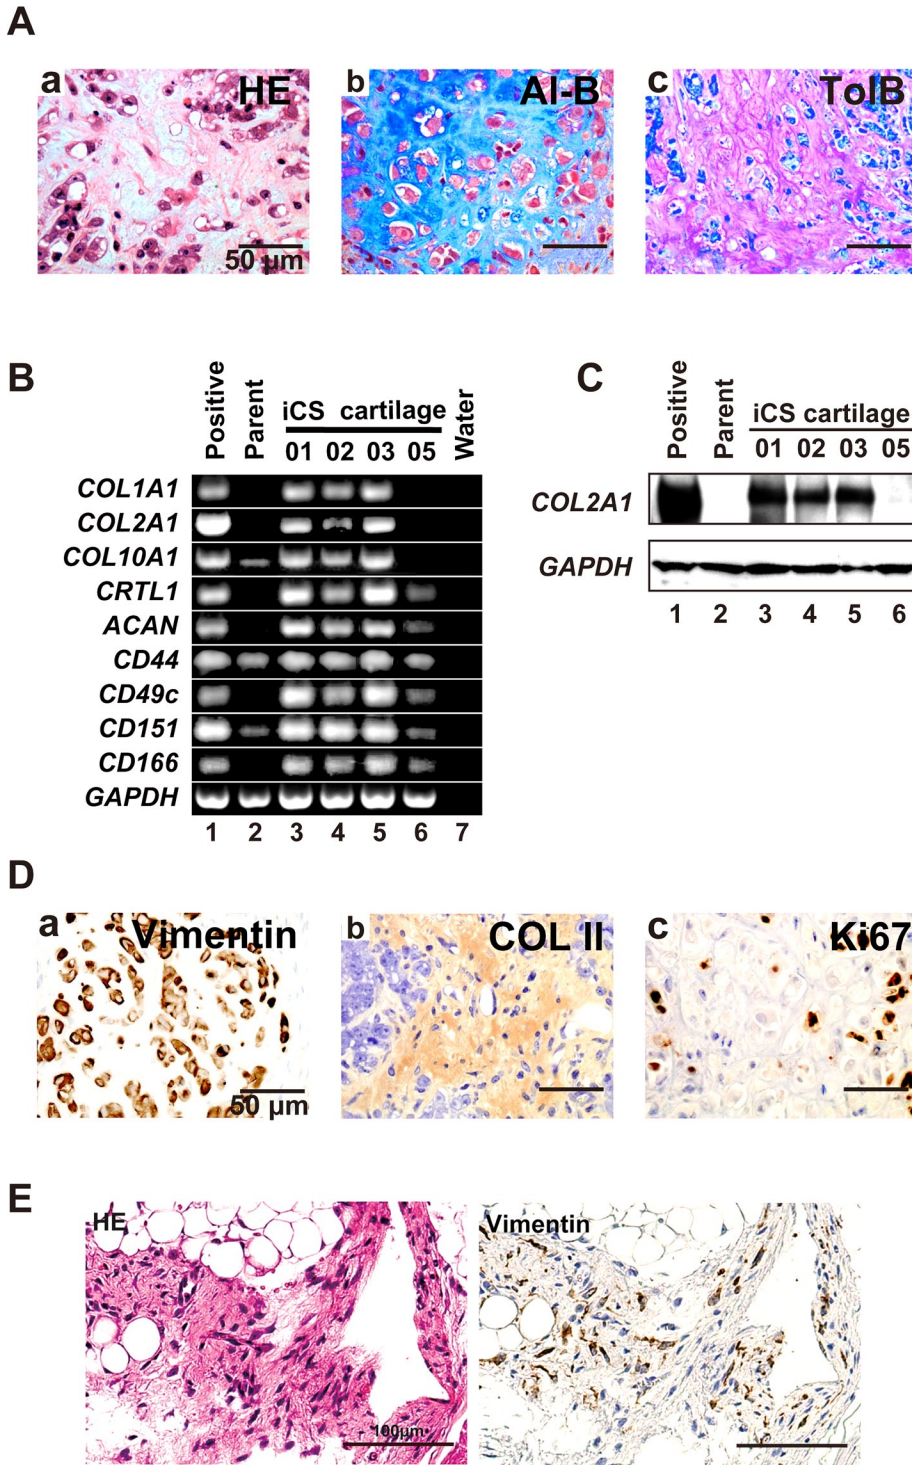 A
a
HE
50 µm
b
Al-B
c
TolB
B
Positive
Parent
iCS cartilage
01 02 03 05
Water
COL1A1
COL2A1
COL10A1
CRTL1
ACAN
CD44
CD49c
CD151
CD166
GAPDH
1 2 3 4 5 6 7
C
Positive
Parent
iCS cartilage
01 02 03 05
COL2A1
GAPDH
1 2 3 4 5 6
D
a
Vimentin
50 µm
b
COL II
c
Ki67
E
HE
100µm
Vimentin